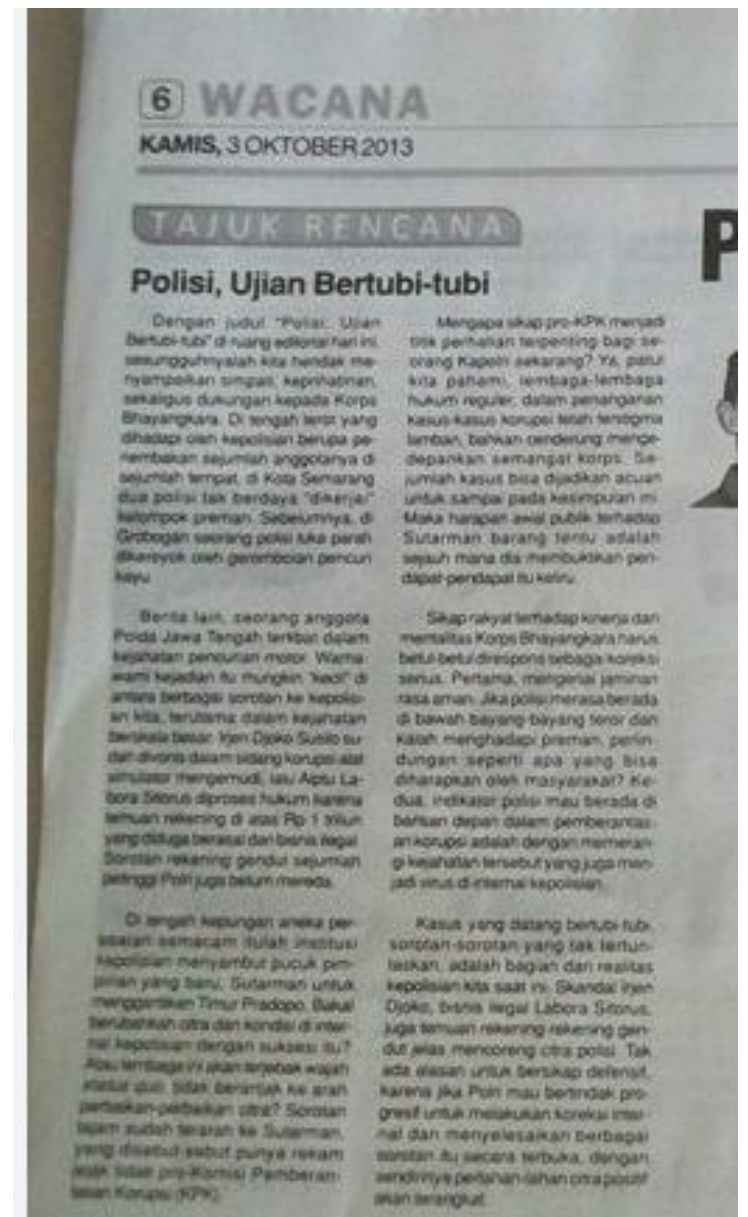 6 WACANA
KAMIS, 3 OKTOBER 2013
TAJUK RENCANA
Polisi, Ujian Bertubi-tubi
Dengan judul "Polisi, Ujian
Bertubi-tubi" di ruang editorial hari ini,
sesungguhnyalah kita hendak me-
nyampaikan simpati, keprihatinan,
sekaligus dukungan kepada Korps
Bhayangkara. Di tengah teror yang
dihadapi oleh kepolisian berupa pe-
nembakan sejumlah anggotanya di
sejumlah tempat, di Kota Semarang
dua polisi tak berdaya "dikerjai"
kelompok preman. Sebelumnya, di
Grobogan seorang polisi luka parah
dikeroyok oleh gerombolan pencuri
kayu.
Berita lain, seorang anggota
Polda Jawa Tengah terlibat dalam
kejahatan pencurian motor. Warna-
warni kejadian itu mungkin "kecil" di
antara berbagai sorotan ke kepolisi-
an kita, terutama dalam kejahatan
berskala besar. Irjen Djoko Susilo su-
dah divonis dalam sidang korupsi alat
simulator mengemudi, lalu Aiptu La-
bora Sitorus diproses hukum karena
temuan rekening di atas Rp 1 triliun
yang diduga berasal dari bisnis ilegal.
Sorotan rekening gendut sejumlah
petinggi Polri juga belum mereda.
Di tengah kepungan aneka per-
soalan semacam itulah institusi
kepolisian menyambut pucuk pim-
pinan yang baru, Sutarman untuk
menggantikan Timur Pradopo. Bakal
berubahkah citra dan kondisi di inter-
nal kepolisian dengan suksesi itu?
Atau lembaga ini akan terjebak wajah
status quo, tidak beranjak ke arah
perbaikan-perbaikan citra? Sorotan
tajam sudah terarah ke Sutarman,
yang disebut-sebut punya rekam
jejak tidak pro-Komisi Pemberan-
tasan Korupsi (KPK).
Mengapa sikap pro-KPK menjadi
titik perhatian terpenting bagi se-
orang Kapolri sekarang? Ya, patut
kita pahami, lembaga-lembaga
hukum reguler, dalam penanganan
kasus-kasus korupsi telah terstigma
lamban, bahkan cenderung menge-
depankan semangat korps. Se-
jumlah kasus bisa dijadikan acuan
untuk sampai pada kesimpulan ini.
Maka harapan awal publik terhadap
Sutarman barang tentu adalah
sejauh mana dia membuktikan pen-
dapat-pendapat itu keliru.
Sikap rakyat terhadap kinerja dan
mentalitas Korps Bhayangkara harus
betul-betul direspons sebagai koreksi
serius. Pertama, mengenai jaminan
rasa aman. Jika polisi merasa berada
di bawah bayang-bayang teror dan
kalah menghadapi preman, perlin-
dungan seperti apa yang bisa
diharapkan oleh masyarakat? Ke-
dua, indikator polisi mau berada di
barisan depan dalam pemberantas-
an korupsi adalah dengan memeran-
gi kejahatan tersebut yang juga men-
jadi virus di internal kepolisian.
Kasus yang datang bertubi-tubi,
sorotan-sorotan yang tak tertun-
taskan, adalah bagian dari realitas
kepolisian kita saat ini. Skandal Irjen
Djoko, bisnis ilegal Labora Sitorus,
juga temuan rekening rekening gen-
dut jelas mencoreng citra polisi. Tak
ada alasan untuk bersikap defensif,
karena jika Polri mau bertindak pro-
gresif untuk melakukan koreksi inter-
nal dan menyelesaikan berbagai
sorotan itu secara terbuka, dengan
sendirinya perlahan-lahan citra positif
akan terangkat.
P